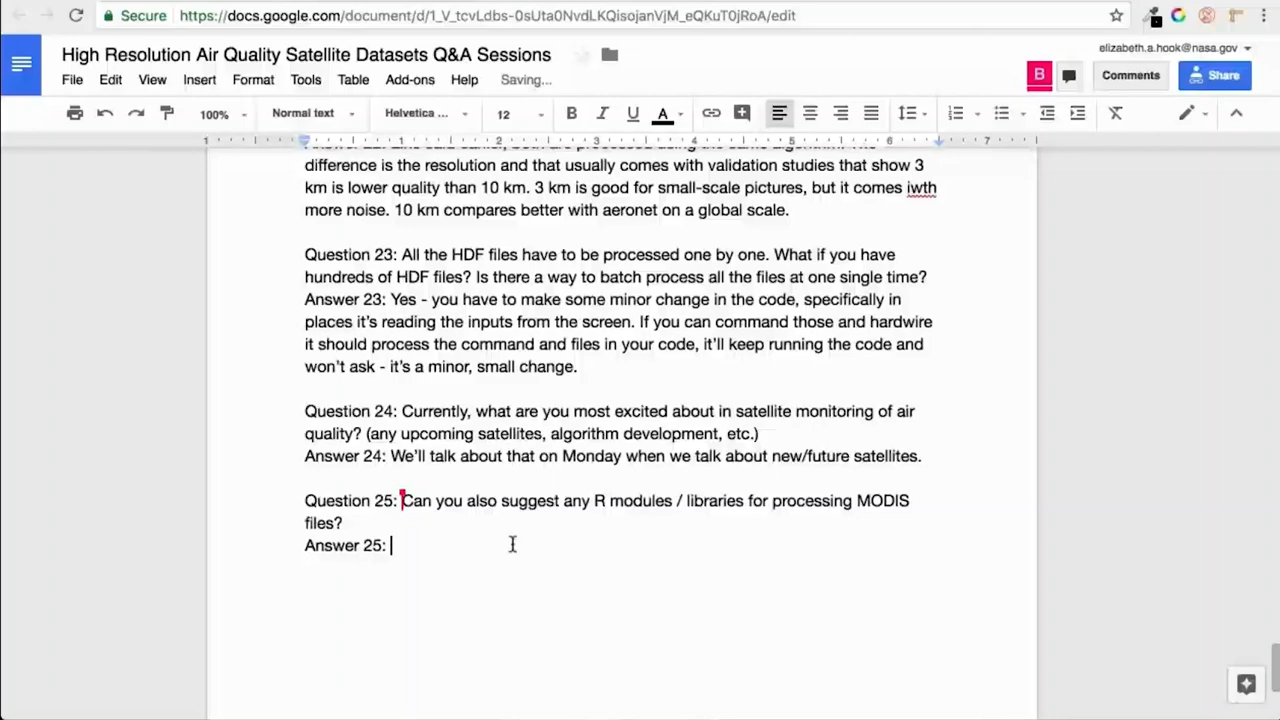 Secure https://docs.google.com/document/d/1_V_tcvLdbs-0sUta0NvdLKQisojanVjM_eQKuT0jRoA/edit
High Resolution Air Quality Satellite Datasets Q&A Sessions
elizabeth.a.hook@nasa.gov
File Edit View Insert Format Tools Table Add-ons Help Saving...
B Comments Share
100% Normal text Helvetica ... 12 B I U A
1 1 2 3 4 5 6 7
difference is the resolution and that usually comes with validation studies that show 3
km is lower quality than 10 km. 3 km is good for small-scale pictures, but it comes iwth
more noise. 10 km compares better with aeronet on a global scale.
Question 23: All the HDF files have to be processed one by one. What if you have
hundreds of HDF files? Is there a way to batch process all the files at one single time?
Answer 23: Yes - you have to make some minor change in the code, specifically in
places it's reading the inputs from the screen. If you can command those and hardwire
it should process the command and files in your code, it'll keep running the code and
won't ask - it's a minor, small change.
Question 24: Currently, what are you most excited about in satellite monitoring of air
quality? (any upcoming satellites, algorithm development, etc.)
Answer 24: We'll talk about that on Monday when we talk about new/future satellites.
Question 25: Can you also suggest any R modules / libraries for processing MODIS
files?
Answer 25: